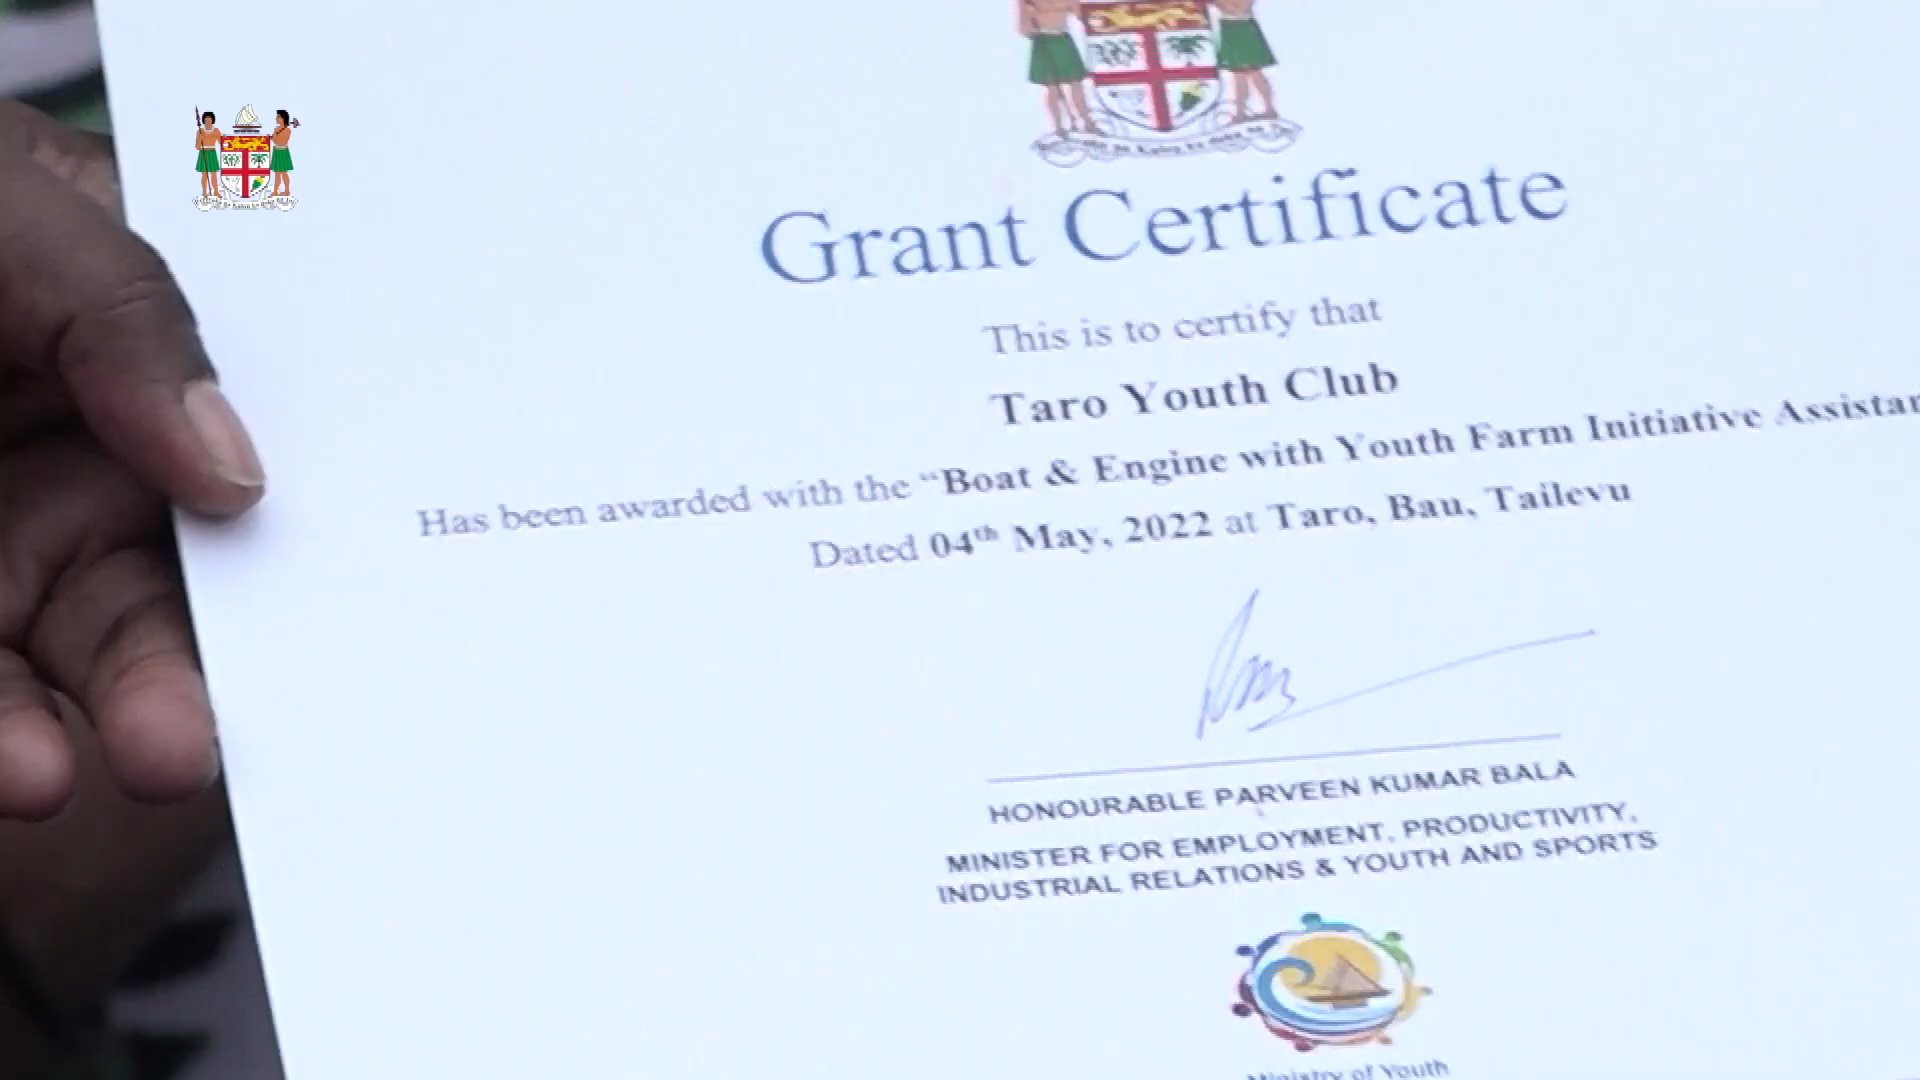 Grant Certificate
This is to certify that
Taro Youth Club
Has been awarded with the "Boat & Engine with Youth Farm Initiative Assistan
Dated 04th May, 2022 at Taro, Bau, Tailevu
HONOURABLE PARVEEN KUMAR BALA
MINISTER FOR EMPLOYMENT, PRODUCTIVITY,
INDUSTRIAL RELATIONS & YOUTH AND SPORTS
Ministry of Youth